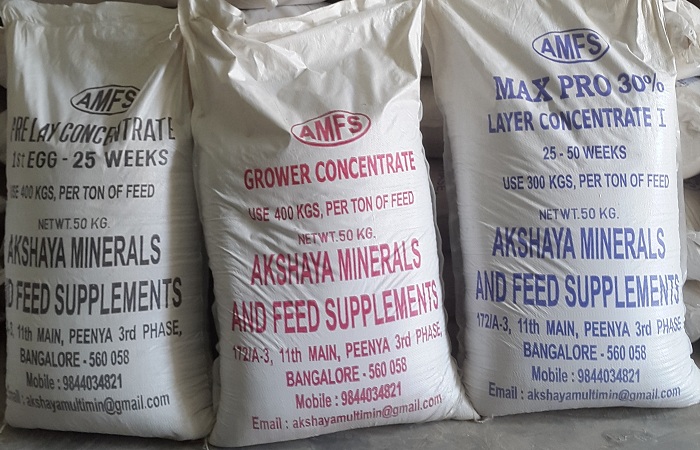 AMFS
PRE LAY CONCENTRATE
1st EGG - 25 WEEKS
USE 400 KGS, PER TON OF FEED
NETWT. 50 KG.
AKSHAYA MINERALS
AND FEED SUPPLEMENTS
11th MAIN, PEENYA 3rd PHASE,
BANGALORE - 560 058
Mobile : 9844034821
Email : akshayamultimin@gmail.com
AMFS
GROWER CONCENTRATE
USE 400 KGS, PER TON OF FEED
NETWT. 50 KG.
AKSHAYA MINERALS
AND FEED SUPPLEMENTS
172/A-3, 11th MAIN, PEENYA 3rd PHASE,
BANGALORE - 560 058
Mobile : 9844034821
Email : akshayamultimin@gmail.com
AMFS
MAX PRO 30%
LAYER CONCENTRATE I
25 - 50 WEEKS
USE 300 KGS, PER TON OF FEED
NETWT. 50 KG.
AKSHAYA MINERALS
AND FEED SUPPLEMENTS
172/A-3, 11th MAIN, PEENYA 3rd PHASE,
BANGALORE - 560 058
Mobile : 9844034821
Email : akshayamultimin@gmail.com